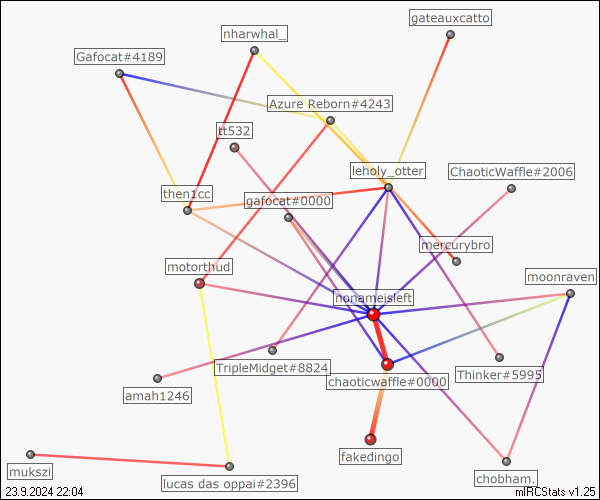 gateauxcatto
nharwhal_
Gafocat#4189
Azure Reborn#4243
tt532
leholy_otter
ChaoticWaffle#2006
then1cc
gafocat#0000
mercurybro
motorthud
moonraven
nonameisleft
TripleMidget#8824
Thinker#5995
chaoticwaffle#0000
amah1246
fakedingo
mukszi
chobham.
lucas das oppai#2396
23.9.2024 22:04
mIRCStats v1.25